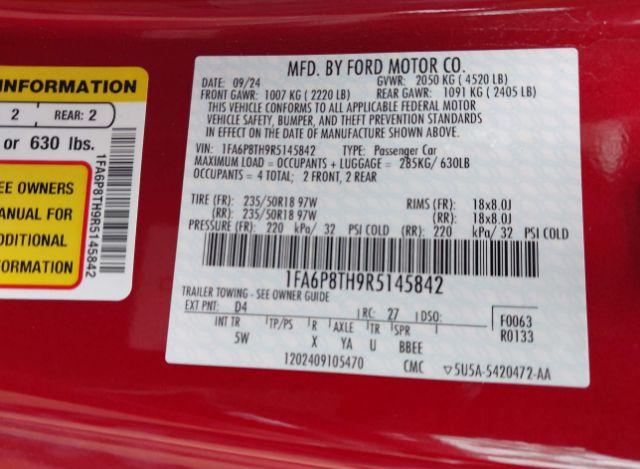 INFORMATION
2 REAR: 2
or 630 lbs.
EE OWNERS
ANUAL FOR
DDITIONAL
FORMATION
1FA6P8TH9R5145842
MFD. BY FORD MOTOR CO.
DATE: 09/24 GVWR: 2050 KG ( 4520 LB)
FRONT GAWR: 1007 KG ( 2220 LB) REAR GAWR: 1091 KG ( 2405 LB)
THIS VEHICLE CONFORMS TO ALL APPLICABLE FEDERAL MOTOR
VEHICLE SAFETY, BUMPER, AND THEFT PREVENTION STANDARDS
IN EFFECT ON THE DATE OF MANUFACTURE SHOWN ABOVE.
VIN: 1FA6P8TH9R5145842 TYPE: Passenger Car
MAXIMUM LOAD = OCCUPANTS + LUGGAGE = 285KG/ 630LB
OCCUPANTS = 4 TOTAL; 2 FRONT, 2 REAR
TIRE (FR): 235/50R18 97W RIMS (FR): 18x8.0J
(RR): 235/50R18 97W (RR): 18x8.0J
PRESSURE (FR): 220 kPa/ 32 PSI COLD (RR): 220 kPa/ 32 PSI COLD
1FA6P8TH9R5145842
TRAILER TOWING - SEE OWNER GUIDE
EXT PNT: D4 RC: 27 DSO: F0063
INT TR TP/PS R AXLE TR SPR R0133
5W X YA U BBEE
1202409105470 CMC ▽5U5A-5420472-AA